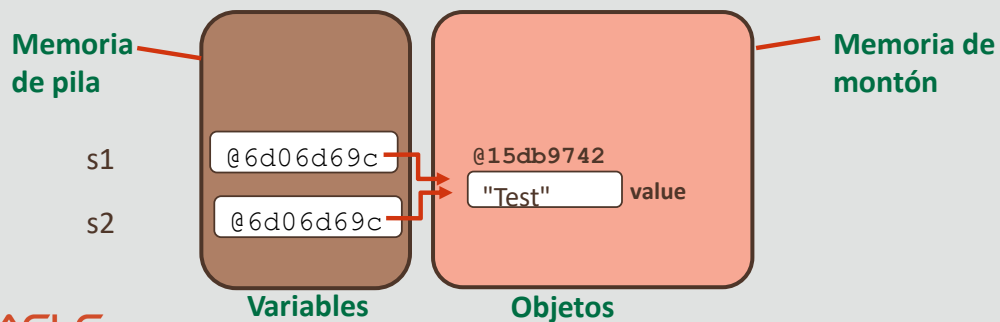 Memoria
de pila
Memoria de
montón
s1
@6d06d69c
@15db9742
"Test"
value
s2
@6d06d69c
Variables
Objetos